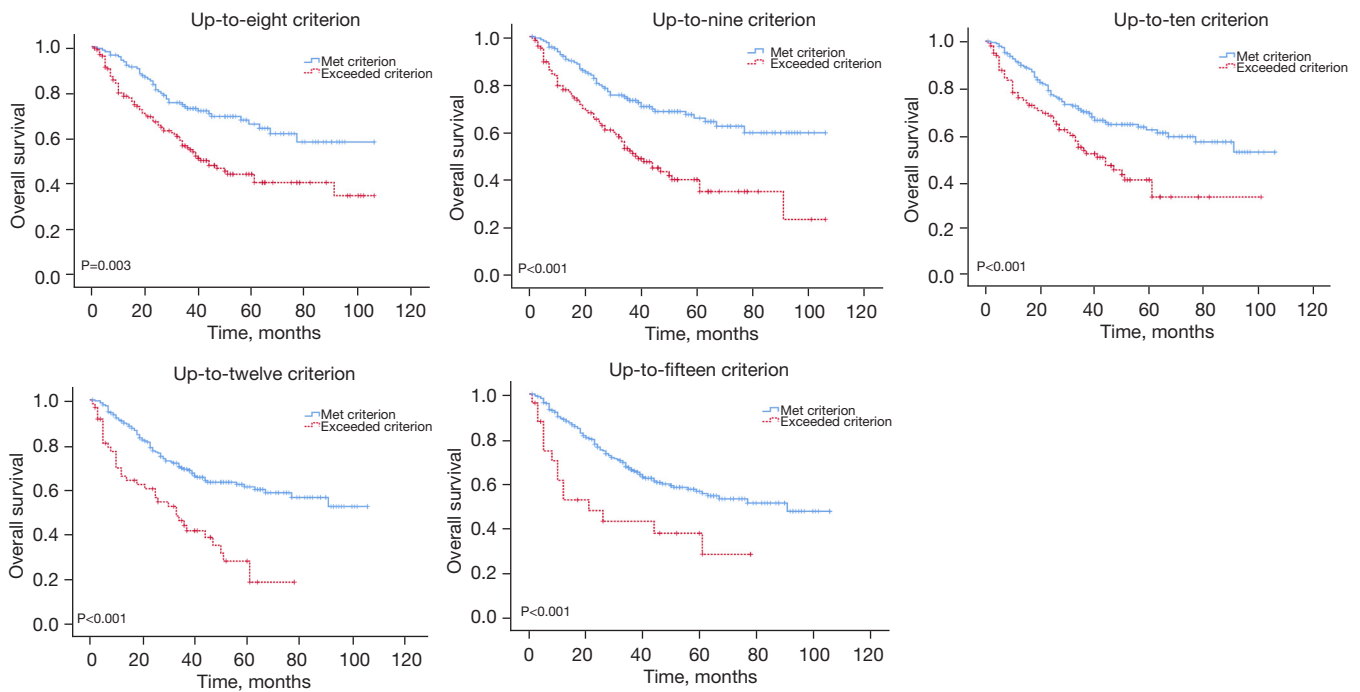 Up-to-eight criterion
Overall survival
1.0
0.8
0.6
0.4
0.2
0.0
Met criterion
Exceeded criterion
P=0.003
0 20 40 60 80 100 120
Time, months
Up-to-nine criterion
Overall survival
1.0
0.8
0.6
0.4
0.2
0.0
Met criterion
Exceeded criterion
P<0.001
0 20 40 60 80 100 120
Time, months
Up-to-ten criterion
Overall survival
1.0
0.8
0.6
0.4
0.2
0.0
Met criterion
Exceeded criterion
P<0.001
0 20 40 60 80 100 120
Time, months
Up-to-twelve criterion
Overall survival
1.0
0.8
0.6
0.4
0.2
0.0
Met criterion
Exceeded criterion
P<0.001
0 20 40 60 80 100 120
Time, months
Up-to-fifteen criterion
Overall survival
1.0
0.8
0.6
0.4
0.2
0.0
Met criterion
Exceeded criterion
P<0.001
0 20 40 60 80 100 120
Time, months